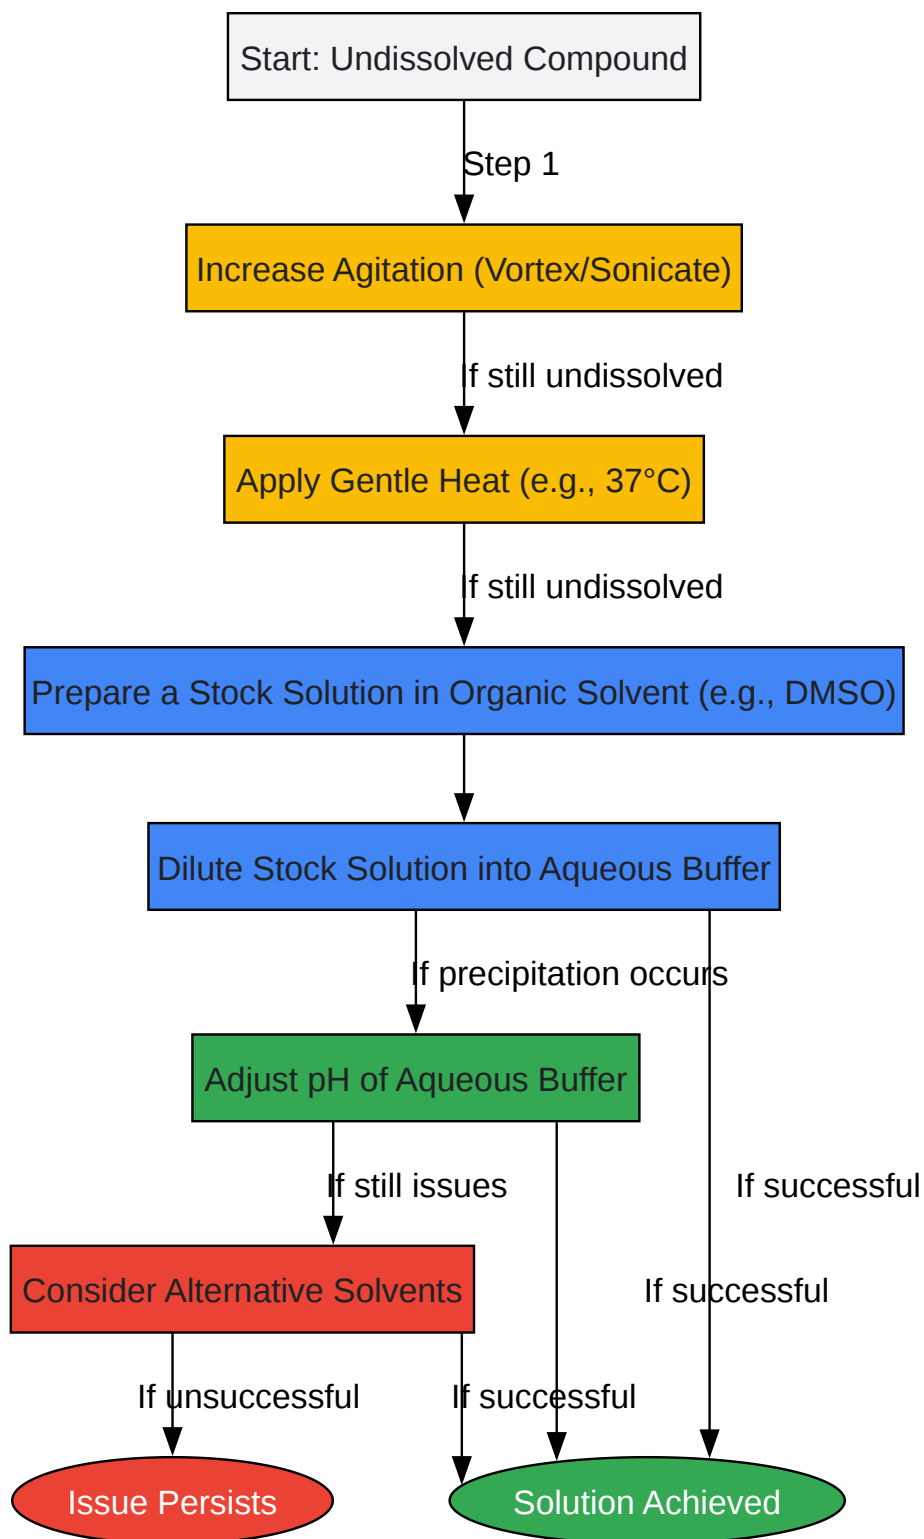 Start: Undissolved Compound
Step 1
Increase Agitation (Vortex/Sonicate)
If still undissolved
Apply Gentle Heat (e.g., 37°C)
If still undissolved
Prepare a Stock Solution in Organic Solvent (e.g., DMSO)
Dilute Stock Solution into Aqueous Buffer
If precipitation occurs
Adjust pH of Aqueous Buffer
If still issues
If successful
Consider Alternative Solvents
If successful
If unsuccessful
If successful
Issue Persists
Solution Achieved